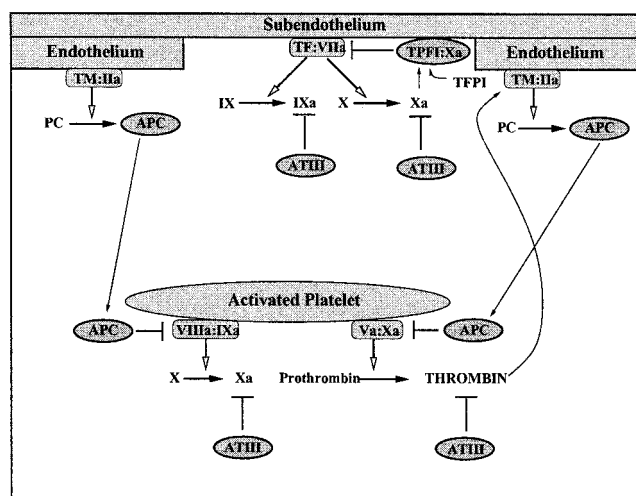 Subendothelium
Endothelium
TF:VIIa
TPFI:Xa
Endothelium
TM:IIa
TFPI
TM:IIa
IX
IXa
X
Xa
PC
APC
PC
APC
ATIII
ATIII
Activated Platelet
APC
VIIIa:IXa
Va:Xa
APC
X
Xa
Prothrombin
THROMBIN
ATIII
ATIII